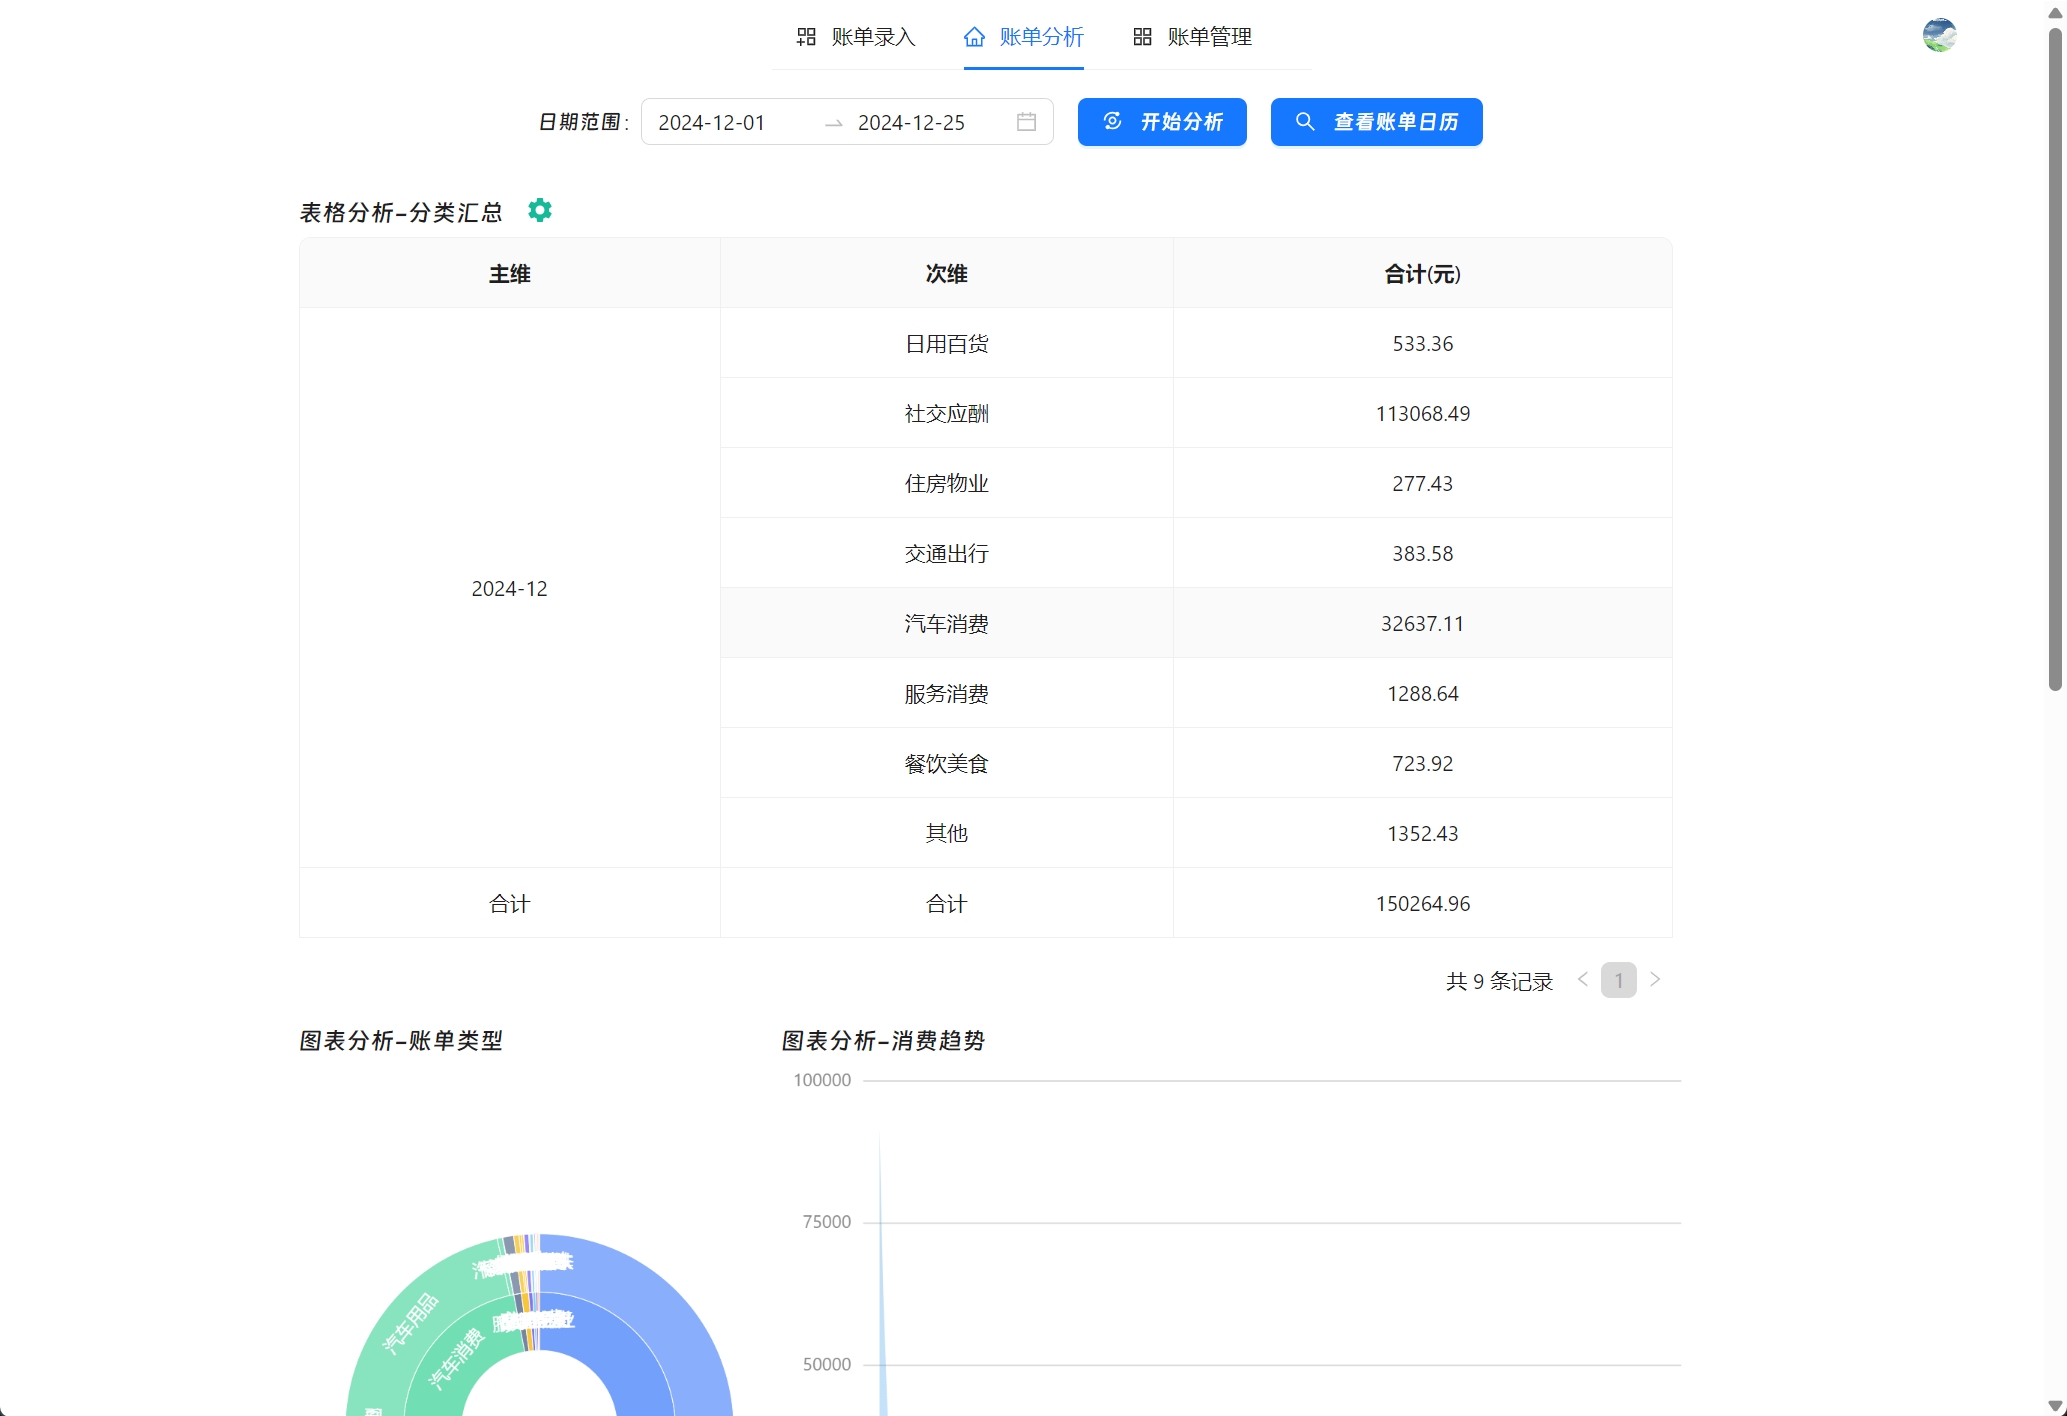 账单录入 账单分析 账单管理
日期范围: 2024-12-01 → 2024-12-25 开始分析 查看账单日历
表格分析-分类汇总
主维 次维 合计(元)
日用百货 533.36
社交应酬 113068.49
住房物业 277.43
交通出行 383.58
2024-12
汽车消费 32637.11
服务消费 1288.64
餐饮美食 723.92
其他 1352.43
合计 合计 150264.96
共 9 条记录 < 1 >
图表分析-账单类型 图表分析-消费趋势
100000
75000
50000
汽车用品
汽车消费